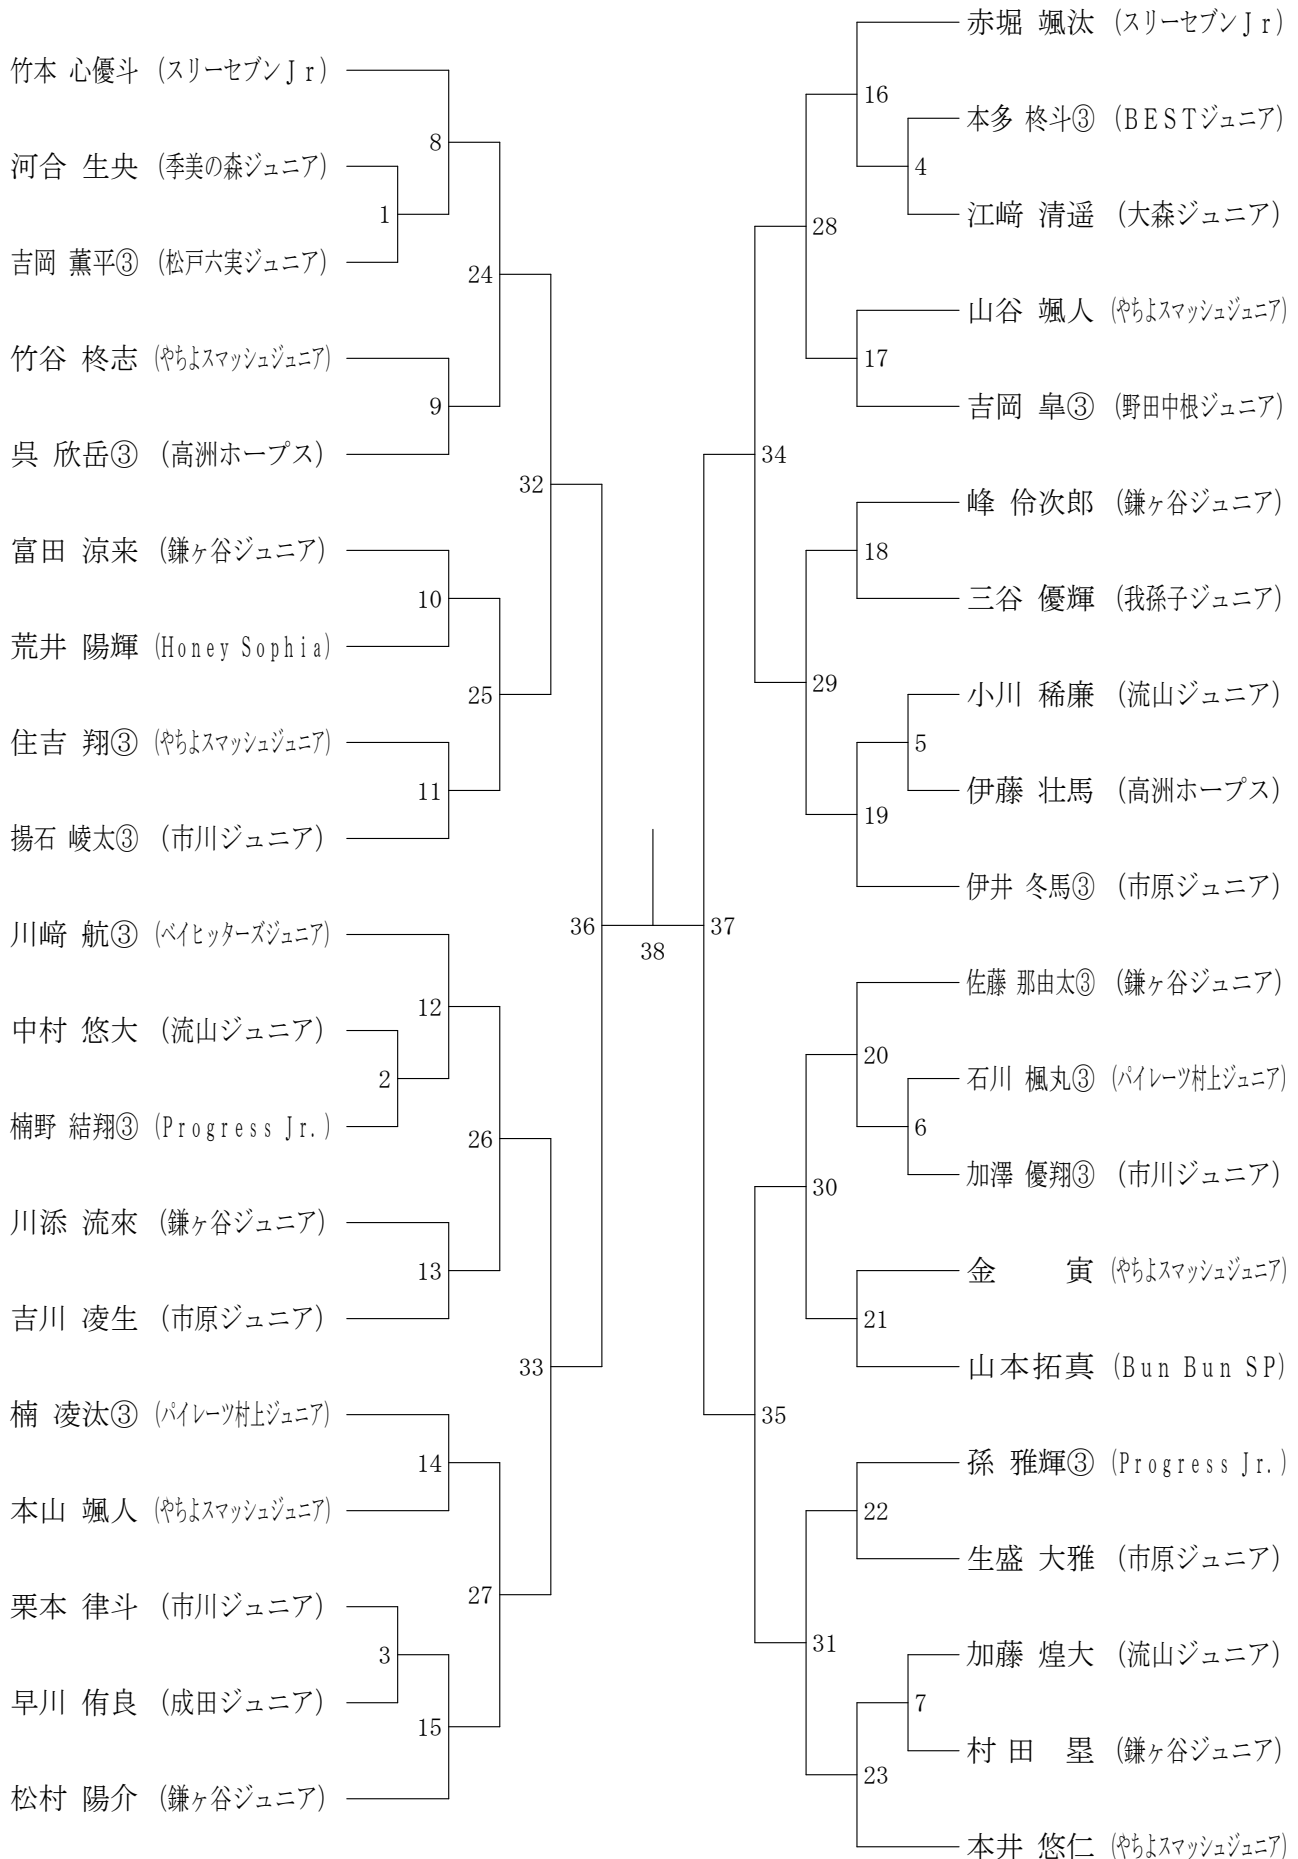 竹本 心優斗 (スリーセブンＪｒ)
8
河合 生央 (季美の森ジュニア)
1
吉岡 薫平③ (松戸六実ジュニア)
24
竹谷 柊志 (やちよスマッシュジュニア)
9
呉 欣岳③ (高洲ホープス)
32
富田 涼来 (鎌ヶ谷ジュニア)
10
荒井 陽輝 (Honey Sophia)
25
住吉 翔③ (やちよスマッシュジュニア)
11
揚石 崚太③ (市川ジュニア)
36
川﨑 航③ (ベイヒッターズジュニア)
12
中村 悠大 (流山ジュニア)
2
楠野 結翔③ (Progress Jr.)
26
川添 流來 (鎌ヶ谷ジュニア)
13
吉川 凌生 (市原ジュニア)
33
楠 凌汰③ (パイレーツ村上ジュニア)
14
本山 颯人 (やちよスマッシュジュニア)
27
栗本 律斗 (市川ジュニア)
3
早川 侑良 (成田ジュニア)
15
松村 陽介 (鎌ヶ谷ジュニア)
38
赤堀 颯汰 (スリーセブンＪｒ)
16
本多 柊斗③ (ＢＥＳＴジュニア)
4
江﨑 清遥 (大森ジュニア)
28
山谷 颯人 (やちよスマッシュジュニア)
17
吉岡 皐③ (野田中根ジュニア)
34
峰 伶次郎 (鎌ヶ谷ジュニア)
18
三谷 優輝 (我孫子ジュニア)
29
小川 稀廉 (流山ジュニア)
5
伊藤 壮馬 (高洲ホープス)
19
伊井 冬馬③ (市原ジュニア)
37
佐藤 那由太③ (鎌ヶ谷ジュニア)
20
石川 楓丸③ (パイレーツ村上ジュニア)
6
加澤 優翔③ (市川ジュニア)
30
金 寅 (やちよスマッシュジュニア)
21
山本拓真 (Bun Bun SP)
35
孫 雅輝③ (Progress Jr.)
22
生盛 大雅 (市原ジュニア)
31
加藤 煌大 (流山ジュニア)
7
村田 塁 (鎌ヶ谷ジュニア)
23
本井 悠仁 (やちよスマッシュジュニア)